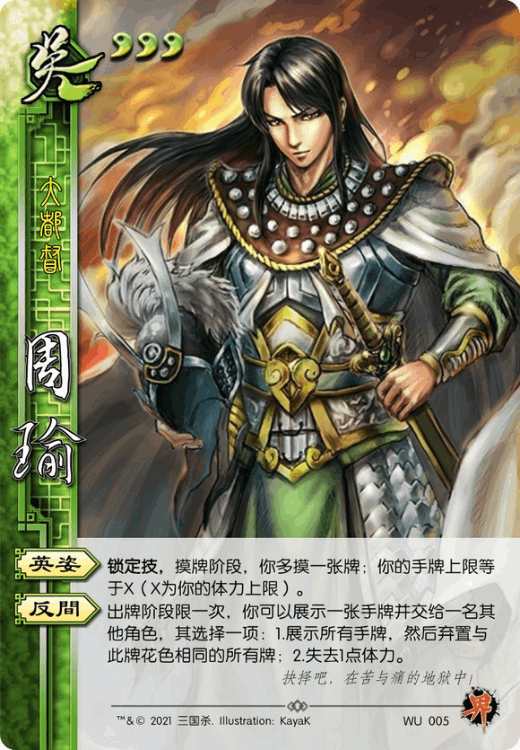 吴
大都督
周瑜
英姿
锁定技，摸牌阶段，你多摸一张牌；你的手牌上限等
于X（X为你的体力上限）。
反間
出牌阶段限一次，你可以展示一张手牌并交给一名其
他角色，其选择一项：1.展示所有手牌，然后弃置与
此牌花色相同的所有牌；2.失去1点体力。
抉择吧，在苦与痛的地狱中！
界
™&© 2021 三国杀. Illustration: KayaK
WU 005